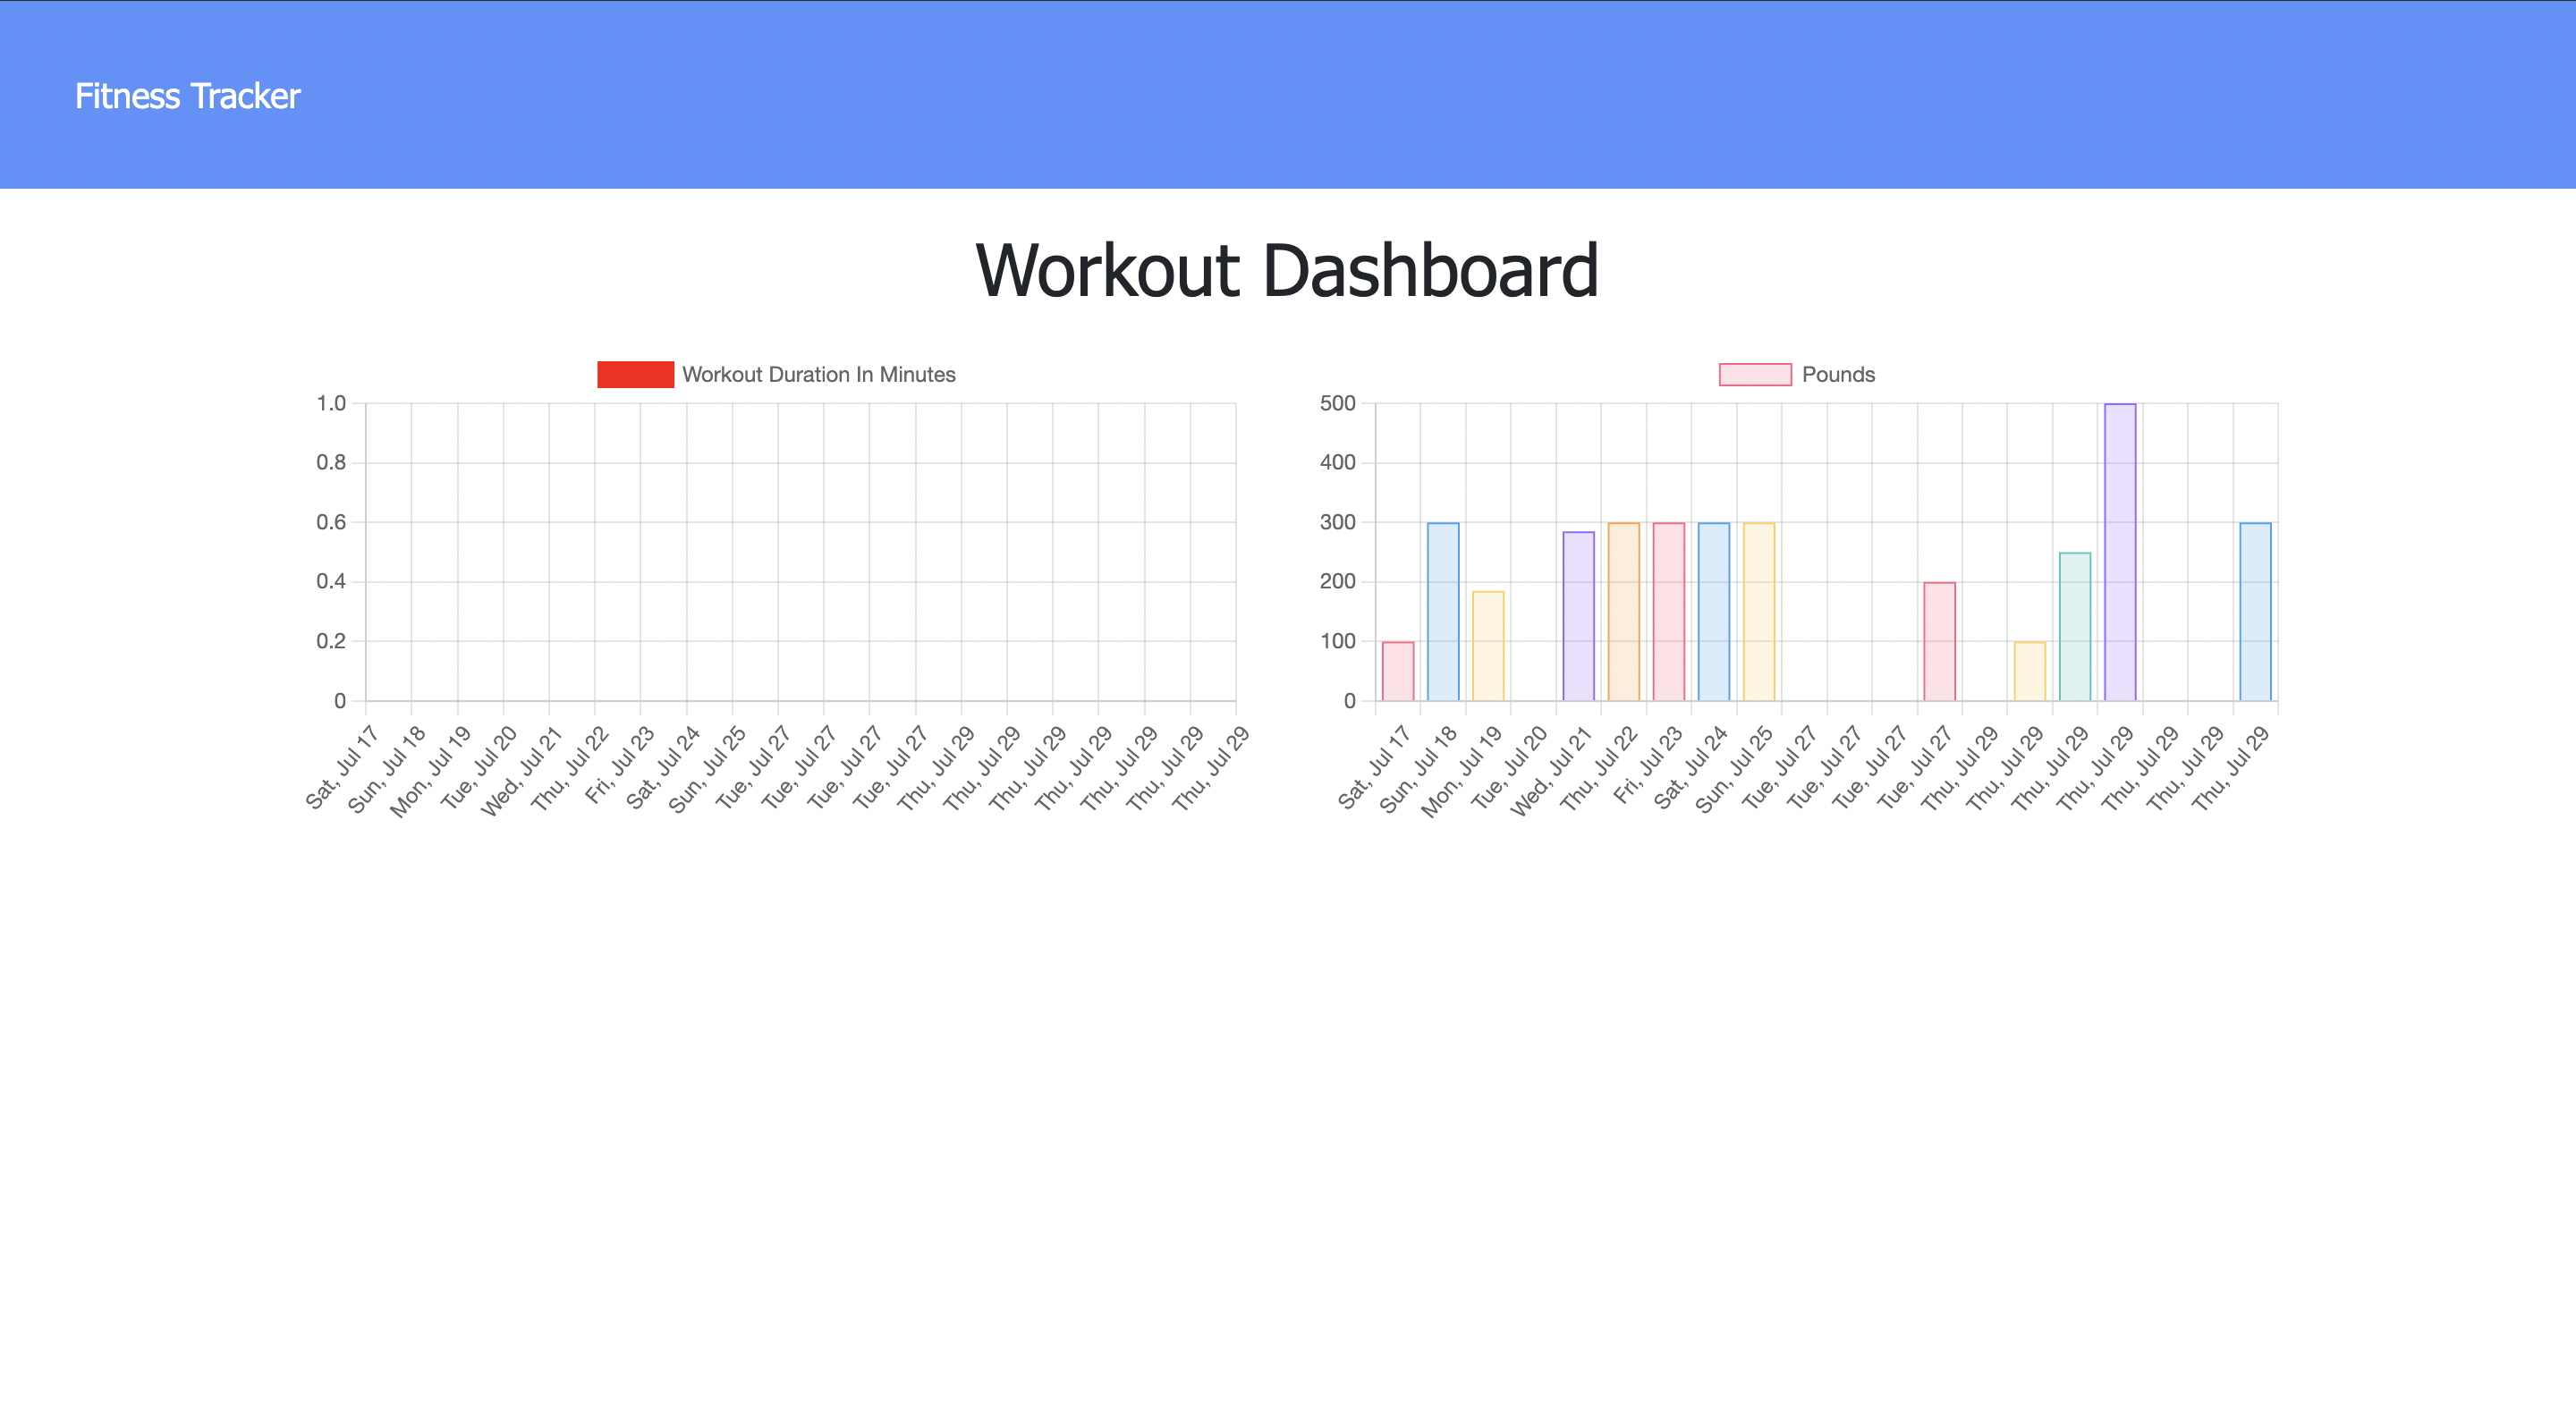 Fitness Tracker
Workout Dashboard
Workout Duration In Minutes
1.0
0.8
0.6
0.4
0.2
0
Sat, Jul 17
Sun, Jul 18
Mon, Jul 19
Tue, Jul 20
Wed, Jul 21
Thu, Jul 22
Fri, Jul 23
Sat, Jul 24
Sun, Jul 25
Tue, Jul 27
Tue, Jul 27
Tue, Jul 27
Tue, Jul 27
Thu, Jul 29
Thu, Jul 29
Thu, Jul 29
Thu, Jul 29
Thu, Jul 29
Thu, Jul 29
Thu, Jul 29
Pounds
500
400
300
200
100
0
Sat, Jul 17
Sun, Jul 18
Mon, Jul 19
Tue, Jul 20
Wed, Jul 21
Thu, Jul 22
Fri, Jul 23
Sat, Jul 24
Sun, Jul 25
Tue, Jul 27
Tue, Jul 27
Tue, Jul 27
Tue, Jul 27
Thu, Jul 29
Thu, Jul 29
Thu, Jul 29
Thu, Jul 29
Thu, Jul 29
Thu, Jul 29
Thu, Jul 29